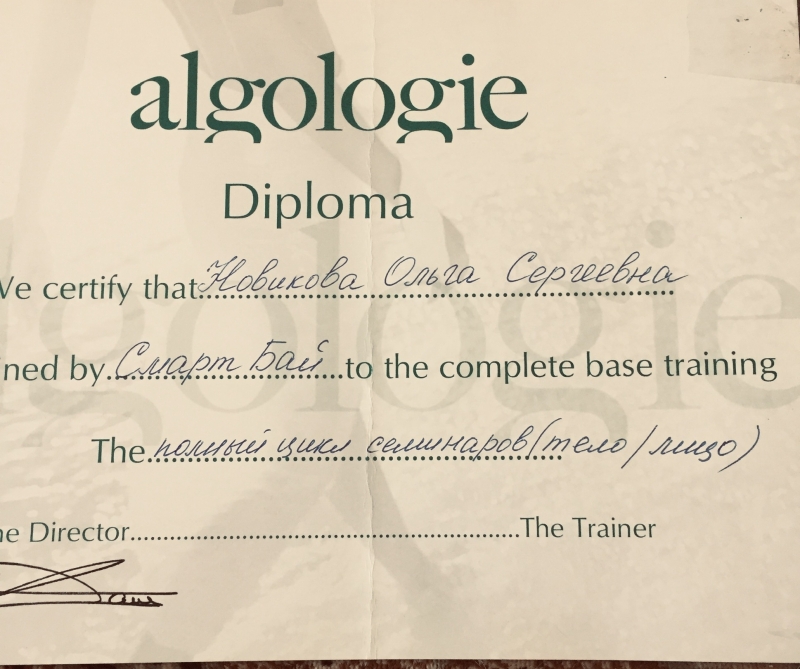 algologie
Diploma
We certify that Новикова Ольга Сергеевна
ned by Смарт Бай to the complete base training
The полный цикл семинаров (тело / лицо)
he Director The Trainer